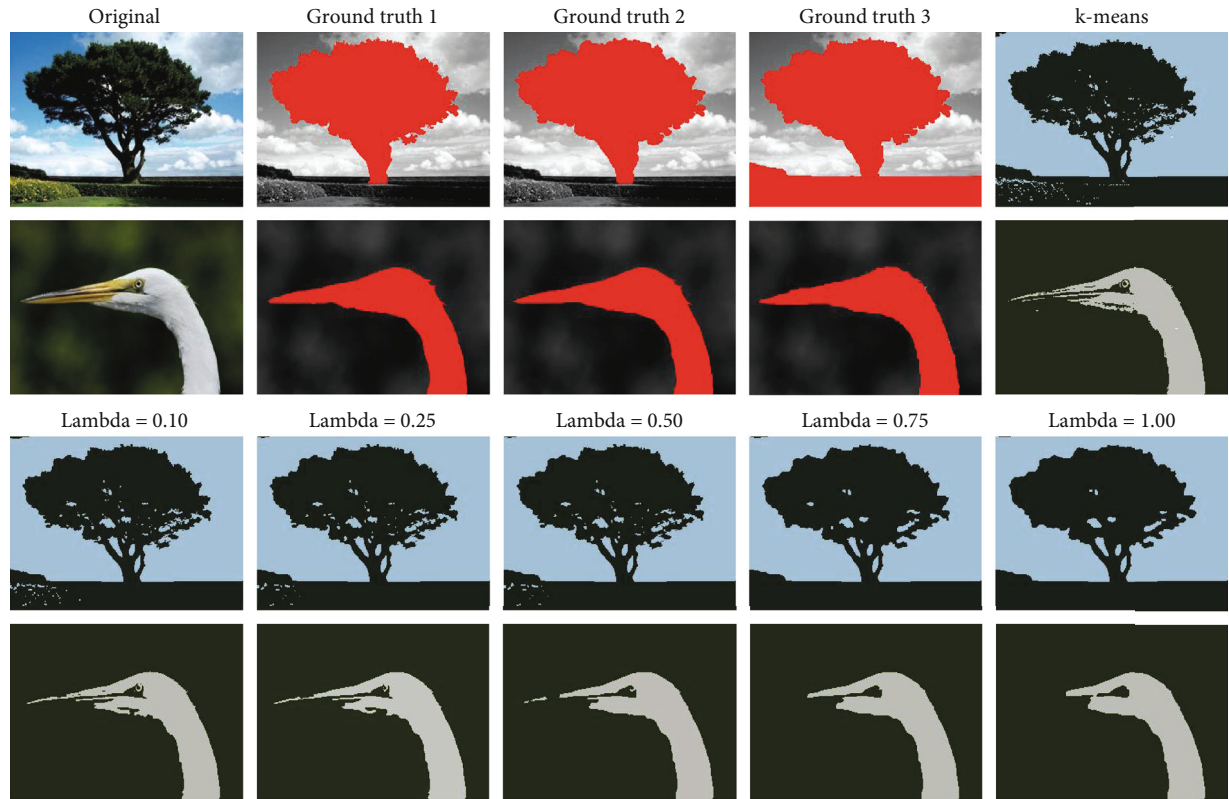 Original
Ground truth 1
Ground truth 2
Ground truth 3
k-means
Lambda = 0.10
Lambda = 0.25
Lambda = 0.50
Lambda = 0.75
Lambda = 1.00